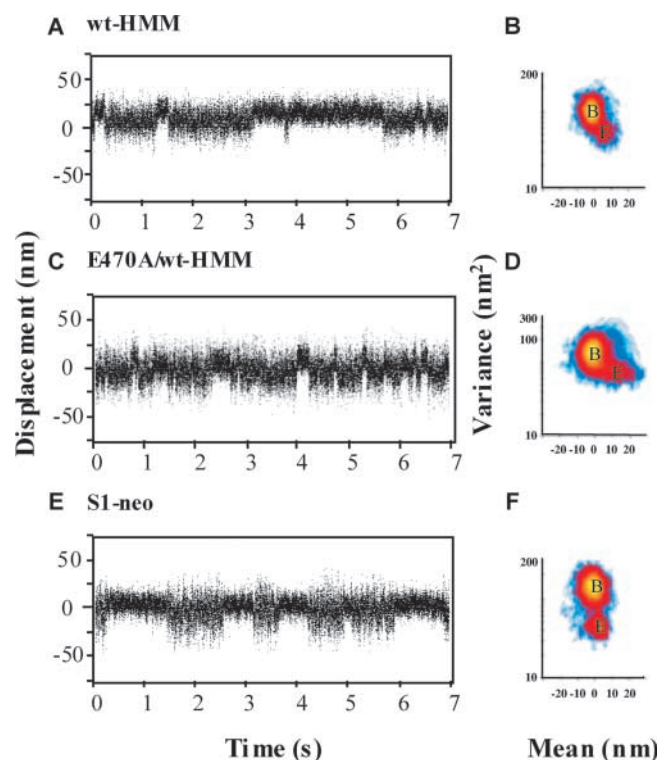 A wt-HMM
B
50
0
-50
0 1 2 3 4 5 6 7
200
10
B
E
-20 -10 0 10 20
C E470A/wt-HMM
D
50
0
-50
0 1 2 3 4 5 6 7
300
100
10
B
E
-20 -10 0 10 20
E S1-neo
F
50
0
-50
0 1 2 3 4 5 6 7
200
10
B
E
-20 -10 0 10 20
Displacement (nm)
Variance (nm²)
Time (s)
Mean (nm)